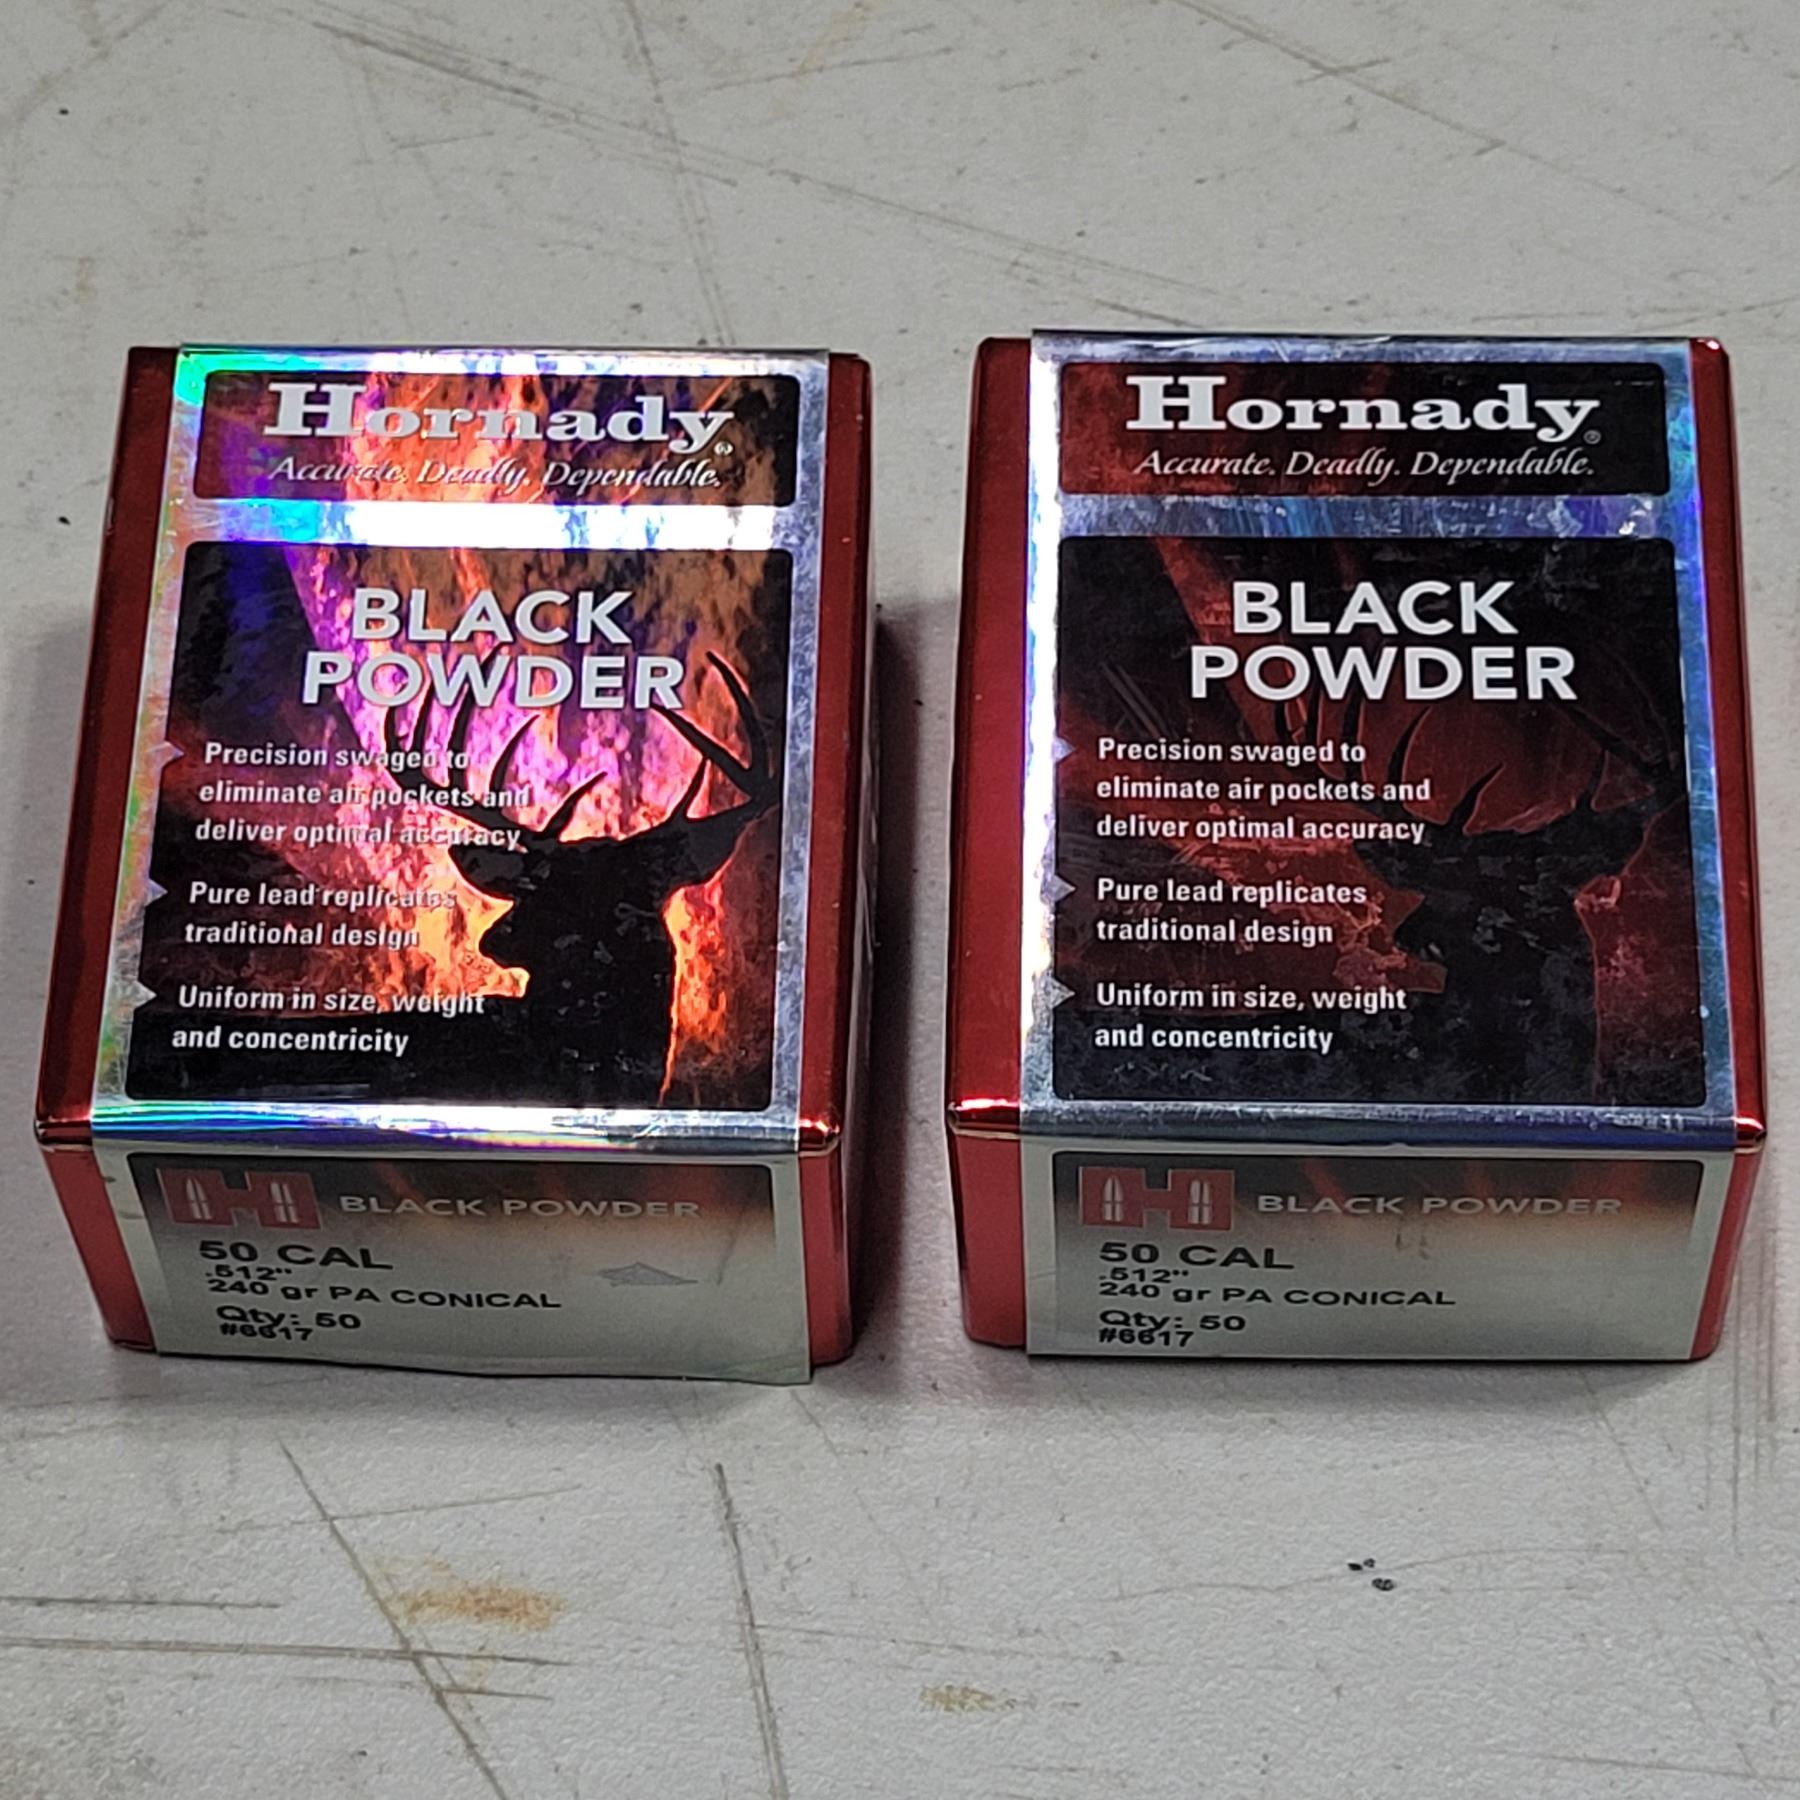 Hornady®
Accurate. Deadly. Dependable.
BLACK
POWDER
Precision swaged to
eliminate air pockets and
deliver optimal accuracy
Pure lead replicates
traditional design
Uniform in size, weight
and concentricity
H BLACK POWDER
50 CAL
.512"
240 gr PA CONICAL
Qty: 50
#6617
Hornady®
Accurate. Deadly. Dependable.
BLACK
POWDER
Precision swaged to
eliminate air pockets and
deliver optimal accuracy
Pure lead replicates
traditional design
Uniform in size, weight
and concentricity
H BLACK POWDER
50 CAL
.512"
240 gr PA CONICAL
Qty: 50
#6617